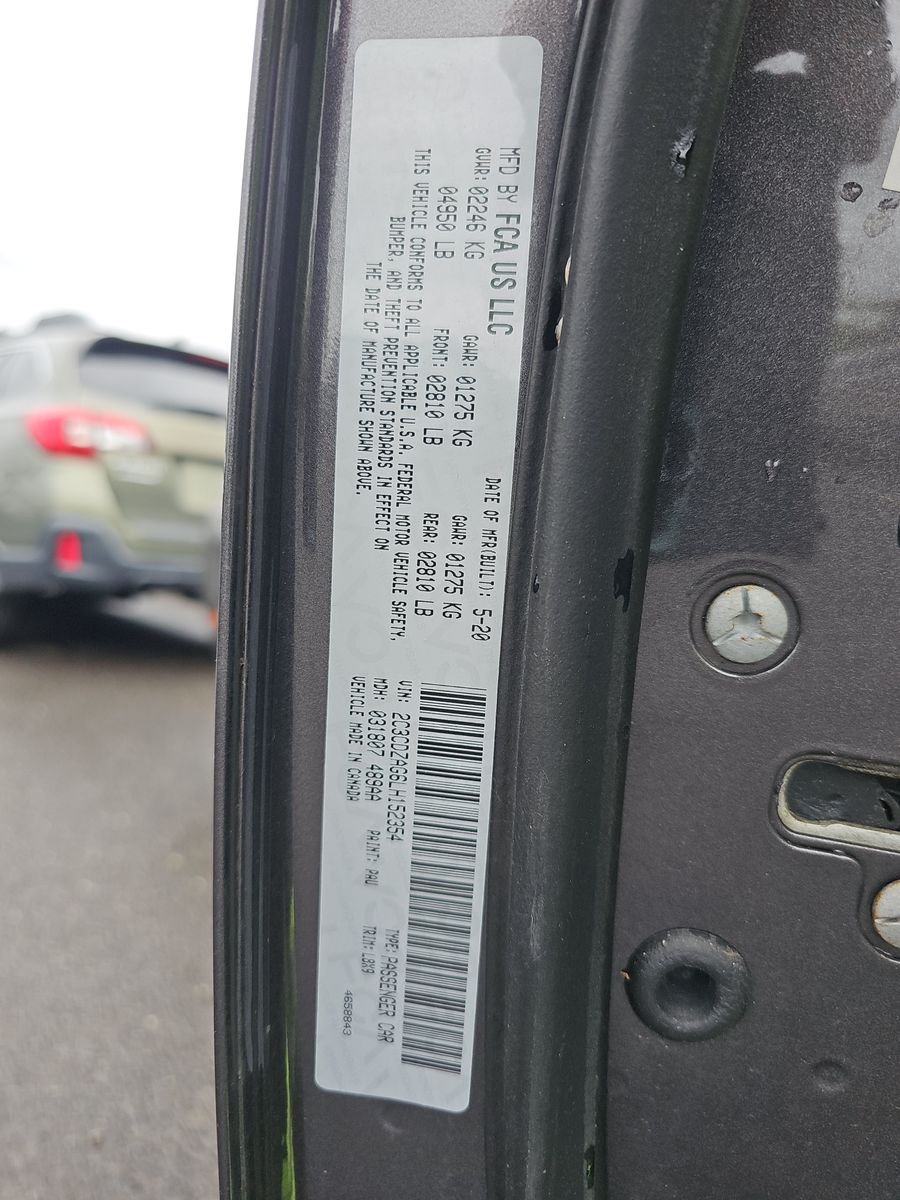 MFD BY FCA US LLC
DATE OF MFR(BUILT): 5-20
GVWR: 02246 KG
04950 LB
GAWR: 01275 KG
FRONT: 02810 LB
GAWR: 01275 KG
REAR: 02810 LB
THIS VEHICLE CONFORMS TO ALL APPLICABLE U.S.A. FEDERAL MOTOR VEHICLE SAFETY,
BUMPER, AND THEFT PREVENTION STANDARDS IN EFFECT ON
THE DATE OF MANUFACTURE SHOWN ABOVE.
VIN: 2C3CDZAG6LH152354
TYPE: PASSENGER CAR
MDH: 031807 489AA
PAINT: PAU
TRIM: L8X9
VEHICLE MADE IN CANADA
4658843